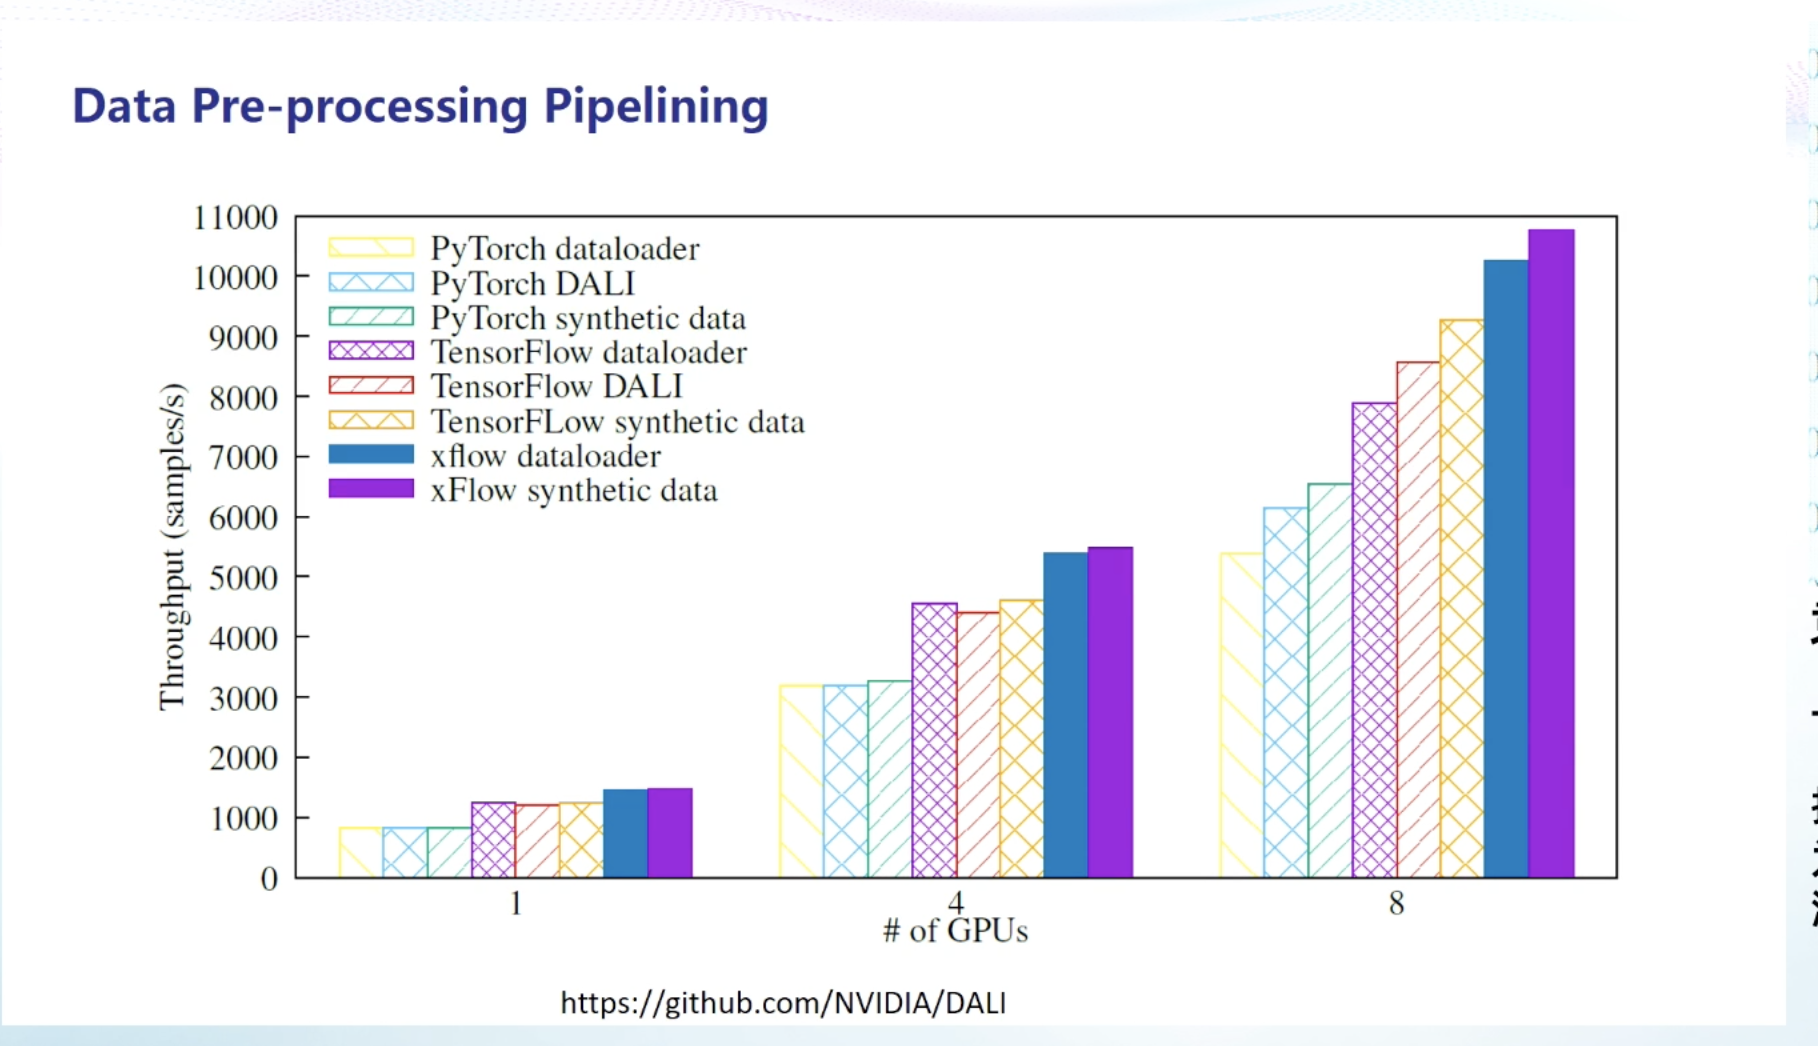 Data Pre-processing Pipelining
11000
10000
9000
8000
7000
6000
5000
4000
3000
2000
1000
0
Throughput (samples/s)
PyTorch dataloader
PyTorch DALI
PyTorch synthetic data
TensorFlow dataloader
TensorFlow DALI
TensorFLow synthetic data
xflow dataloader
xFlow synthetic data
1
4
8
# of GPUs
https://github.com/NVIDIA/DALI